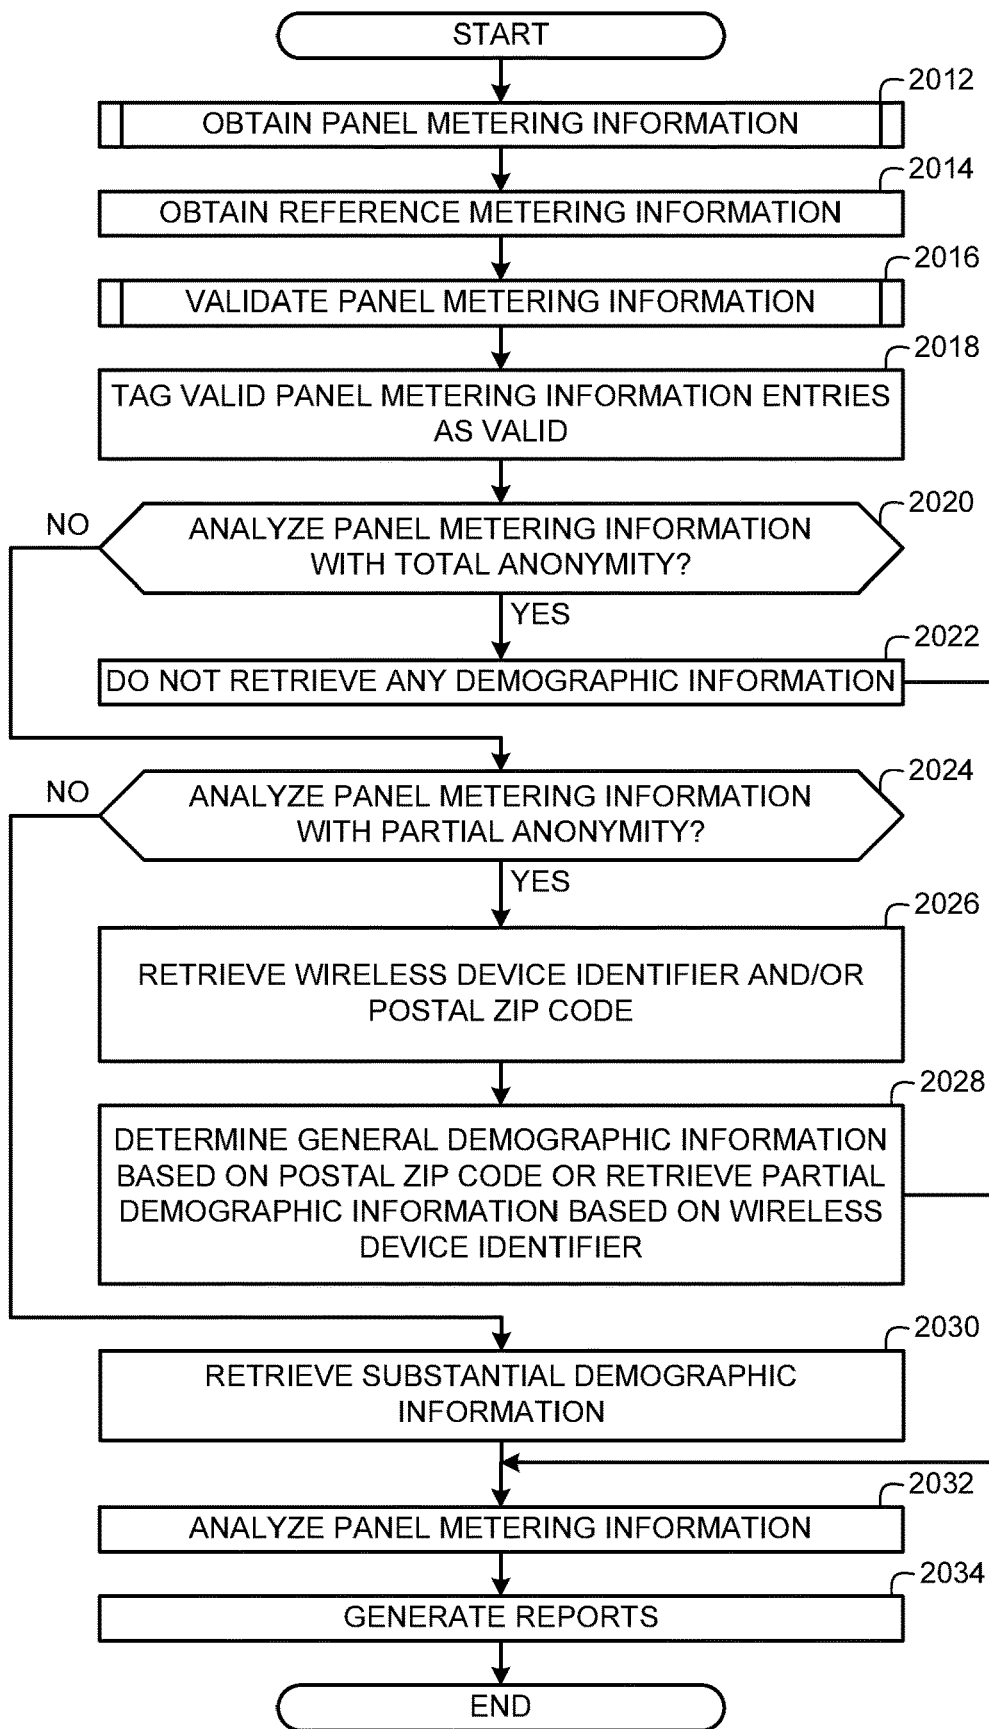 START
2012
OBTAIN PANEL METERING INFORMATION
2014
OBTAIN REFERENCE METERING INFORMATION
2016
VALIDATE PANEL METERING INFORMATION
2018
TAG VALID PANEL METERING INFORMATION ENTRIES
AS VALID
2020
NO
ANALYZE PANEL METERING INFORMATION
WITH TOTAL ANONYMITY?
YES
2022
DO NOT RETRIEVE ANY DEMOGRAPHIC INFORMATION
2024
NO
ANALYZE PANEL METERING INFORMATION
WITH PARTIAL ANONYMITY?
YES
2026
RETRIEVE WIRELESS DEVICE IDENTIFIER AND/OR
POSTAL ZIP CODE
2028
DETERMINE GENERAL DEMOGRAPHIC INFORMATION
BASED ON POSTAL ZIP CODE OR RETRIEVE PARTIAL
DEMOGRAPHIC INFORMATION BASED ON WIRELESS
DEVICE IDENTIFIER
2030
RETRIEVE SUBSTANTIAL DEMOGRAPHIC
INFORMATION
2032
ANALYZE PANEL METERING INFORMATION
2034
GENERATE REPORTS
END